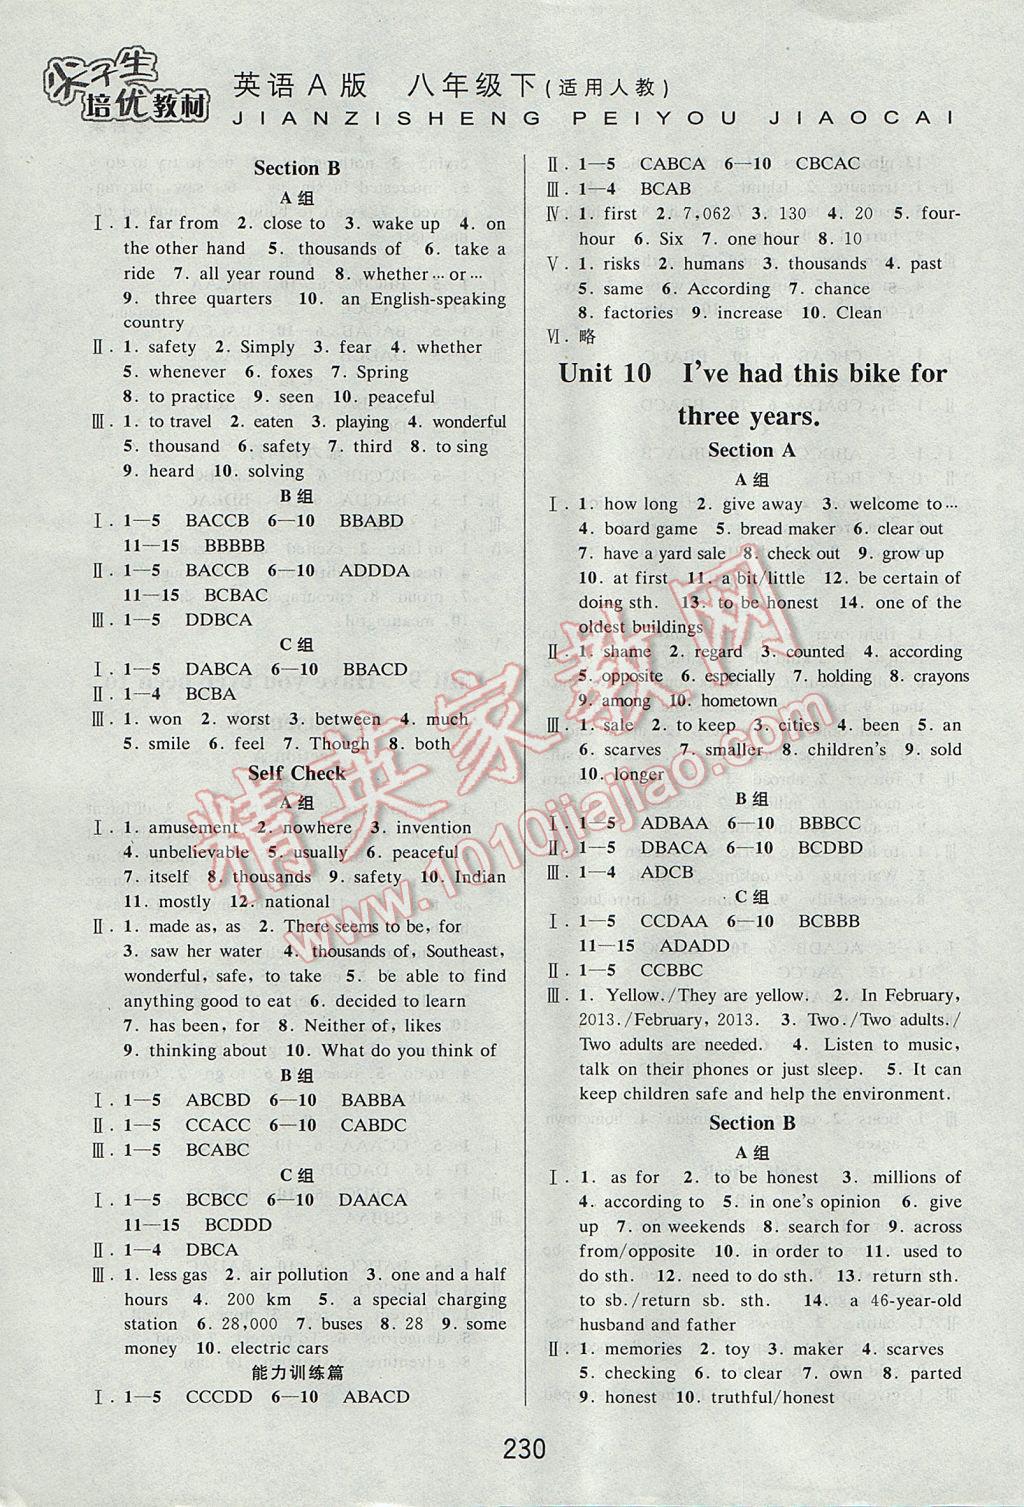 尖子生
培优教材
英语A版 八年级下(适用人教)
JIANZISHENG PEIYOU JIAOCAI
Section B
A 组
Ⅰ. 1. far from 2. close to 3. wake up 4. on
the other hand 5. thousands of 6. take a
ride 7. all year round 8. whether…or…
9. three quarters 10. an English-speaking
country
Ⅱ. 1. safety 2. Simply 3. fear 4. whether
5. whenever 6. foxes 7. Spring
8. to practice 9. seen 10. peaceful
Ⅲ. 1. to travel 2. eaten 3. playing 4. wonderful
5. thousand 6. safety 7. third 8. to sing
9. heard 10. solving
B 组
Ⅰ. 1—5 BACCB 6—10 BBABD
11—15 BBBBB
Ⅱ. 1—5 BACCB 6—10 ADDDA
11—15 BCBAC
Ⅲ. 1—5 DDBCA
C 组
Ⅰ. 1—5 DABCA 6—10 BBACD
Ⅱ. 1—4 BCBA
Ⅲ. 1. won 2. worst 3. between 4. much
5. smile 6. feel 7. Though 8. both
Self Check
A 组
Ⅰ. 1. amusement 2. nowhere 3. invention
4. unbelievable 5. usually 6. peaceful
7. itself 8. thousands 9. safety 10. Indian
11. mostly 12. national
Ⅱ. 1. made as, as 2. There seems to be, for
3. saw her water 4. thousands of, Southeast,
wonderful, safe, to take 5. be able to find
anything good to eat 6. decided to learn
7. has been, for 8. Neither of, likes
9. thinking about 10. What do you think of
B 组
Ⅰ. 1—5 ABCBD 6—10 BABBA
Ⅱ. 1—5 CCACC 6—10 CABDC
Ⅲ. 1—5 BCABC
C 组
Ⅰ. 1—5 BCBCC 6—10 DAACA
11—15 BCDDD
Ⅱ. 1—4 DBCA
Ⅲ. 1. less gas 2. air pollution 3. one and a half
hours 4. 200 km 5. a special charging
station 6. 28,000 7. buses 8. 28 9. some
money 10. electric cars
能力训练篇
Ⅰ. 1—5 CCCDD 6—10 ABACD
Ⅱ. 1—5 CABCA 6—10 CBCAC
Ⅲ. 1—4 BCAB
Ⅳ. 1. first 2. 7,062 3. 130 4. 20 5. four-
hour 6. Six 7. one hour 8. 10
Ⅴ. 1. risks 2. humans 3. thousands 4. past
5. same 6. According 7. chance
8. factories 9. increase 10. Clean
Ⅵ. 略
Unit 10 I've had this bike for
three years.
Section A
A 组
Ⅰ. 1. how long 2. give away 3. welcome to…
4. board game 5. bread maker 6. clear out
7. have a yard sale 8. check out 9. grow up
10. at first 11. a bit/little 12. be certain of
doing sth. 13. to be honest 14. one of the
oldest buildings
Ⅱ. 1. shame 2. regard 3. counted 4. according
5. opposite 6. especially 7. holding 8. crayons
9. among 10. hometown
Ⅲ. 1. sale 2. to keep 3. cities 4. been 5. an
6. scarves 7. smaller 8. children's 9. sold
10. longer
B 组
Ⅰ. 1—5 ADBAA 6—10 BBBCC
Ⅱ. 1—5 DBACA 6—10 BCDBD
Ⅲ. 1—4 ADCB
C 组
Ⅰ. 1—5 CCDAA 6—10 BCBBB
11—15 ADADD
Ⅱ. 1—5 CCBBC
Ⅲ. 1. Yellow./They are yellow. 2. In February,
2013./February, 2013. 3. Two./Two adults./
Two adults are needed. 4. Listen to music,
talk on their phones or just sleep. 5. It can
keep children safe and help the environment.
Section B
A 组
Ⅰ. 1. as for 2. to be honest 3. millions of
4. according to 5. in one's opinion 6. give
up 7. on weekends 8. search for 9. across
from/opposite 10. in order to 11. used to
do sth. 12. need to do sth. 13. return sth.
to sb./return sb. sth. 14. a 46-year-old
husband and father
Ⅱ. 1. memories 2. toy 3. maker 4. scarves
5. checking 6. to clear 7. own 8. parted
9. honest 10. truthful/honest
230
精英家教网
www.1010jiajiao.com